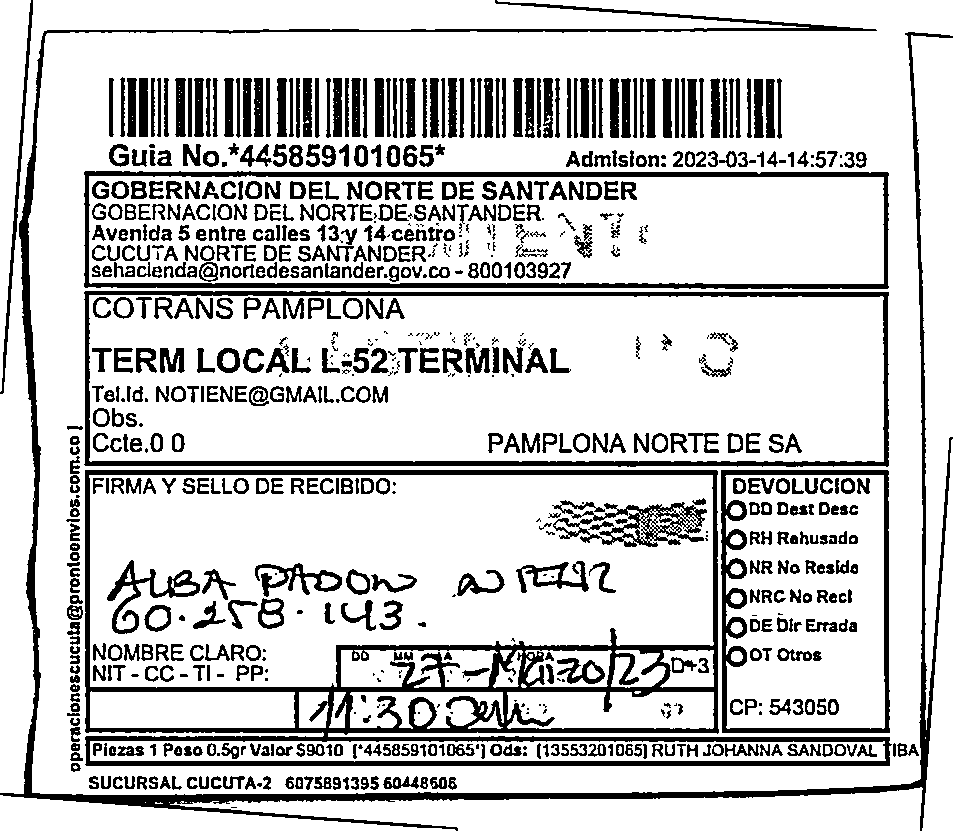 Guia No.*445859101065*
Admision: 2023-03-14-14:57:39
GOBERNACION DEL NORTE DE SANTANDER
GOBERNACION DEL NORTE DE SANTANDER
Avenida 5 entre calles 13 y 14 centro
CUCUTA NORTE DE SANTANDER
sehacienda@nortedesantander.gov.co - 800103927
COTRANS PAMPLONA
TERM LOCAL L-52 TERMINAL
Tel.Id. NOTIENE@GMAIL.COM
Obs.
Ccte.0 0
PAMPLONA NORTE DE SA
operacionescucuta@prontoenvios.com.co |
FIRMA Y SELLO DE RECIBIDO:
ALBA
60.258.143.
NOMBRE CLARO:
NIT - CC - TI - PP:
DD MM AA HORA
27 - Marzo/23 D+3
11:30 am
DEVOLUCION
DD Dest Desc
RH Rehusado
NR No Reside
NRC No Recl
DE Dir Errada
OT Otros
CP: 543050
Piezas 1 Peso 0.5gr Valor $9010 [*445859101065*] Ods: [13553201065] RUTH JOHANNA SANDOVAL TIBA
SUCURSAL CUCUTA-2 6075891395 60448606